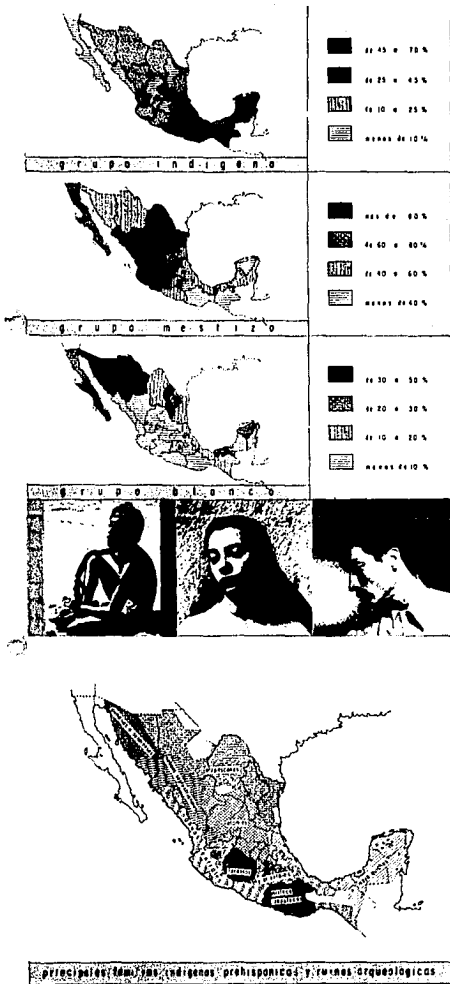 de 45 a 70%
de 25 a 45%
de 10 a 25%
menos de 10%
grupo indigena
mas de 80%
de 60 a 80%
de 40 a 60%
menos de 40%
grupo mestizo
de 30 a 50%
de 20 a 30%
de 10 a 20%
menos de 10%
grupo blanco
tarascos
principales familias indigenas prehispanicas y ruinas arqueologicas